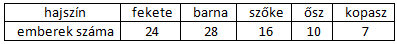 hajszín fekete barna szőke ősz kopasz
emberek száma 24 28 16 10 7